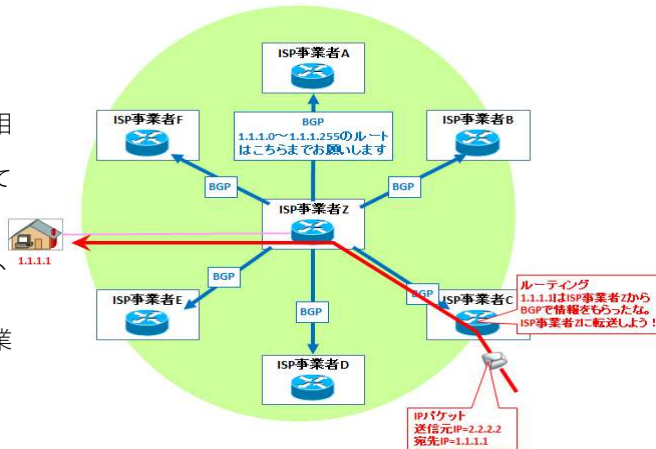 ISP事業者A
相
ISP事業者F
BGP
1.1.1.0～1.1.1.255のルート
はこちらまでお願いします
ISP事業者B
て
BGP
BGP
ISP事業者Z
1.1.1.1
、
BGP
BGP
ISP事業者E
BGP
ISP事業者C
ルーティング
1.1.1.1はISP事業者Zから
BGPで情報をもらったな。
ISP事業者Zに転送しよう！
業
ISP事業者D
IPパケット
送信元IP=2.2.2.2
宛先IP=1.1.1.1